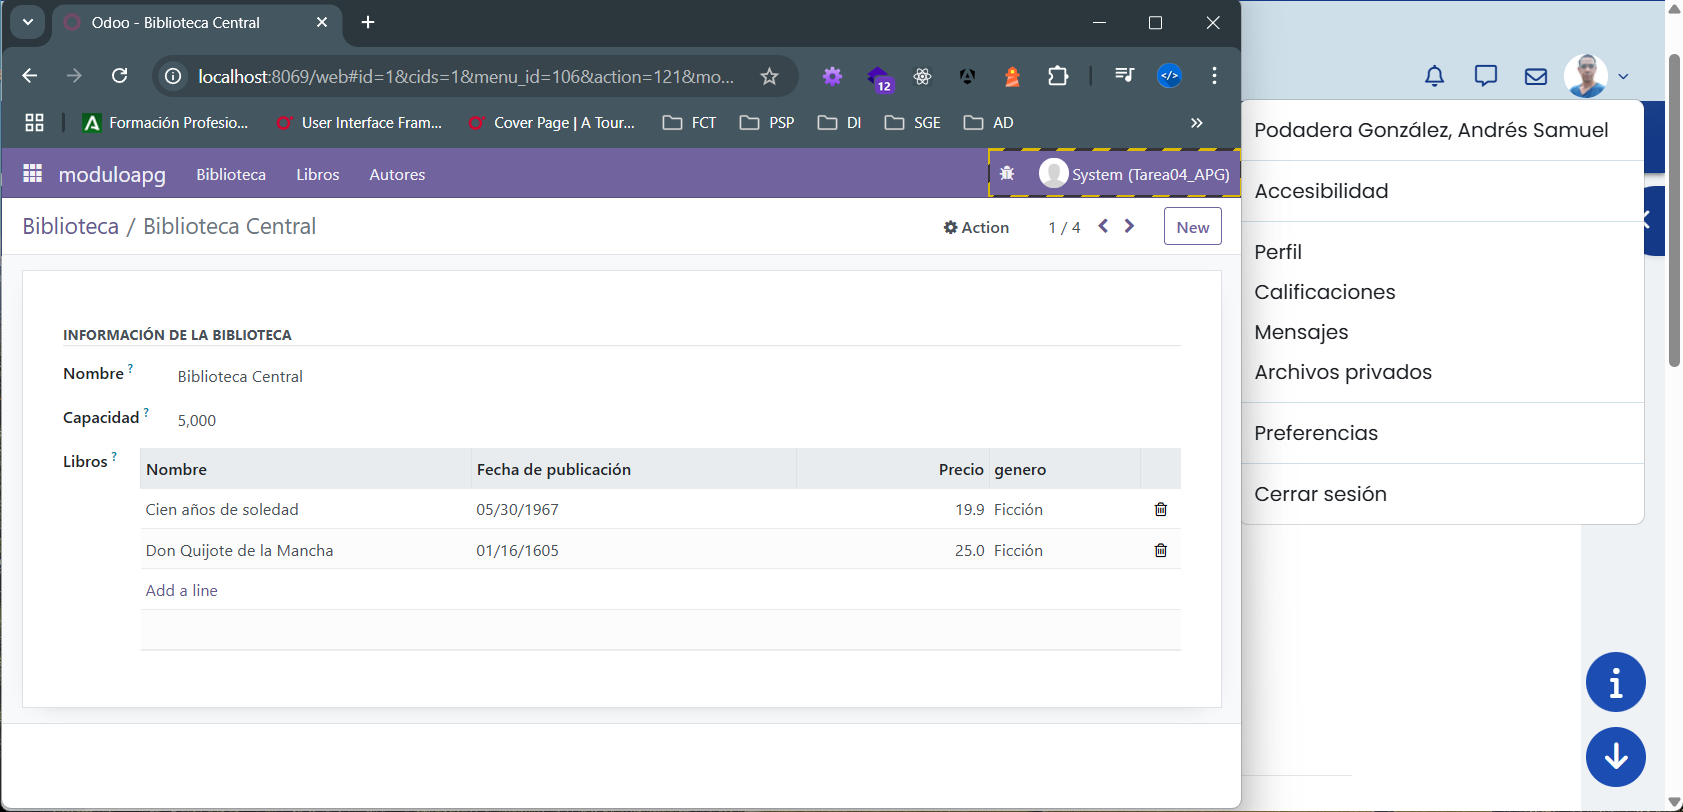 Odoo - Biblioteca Central
localhost:8069/web#id=1&cids=1&menu_id=106&action=121&mo...
12
Formación Profesio...
User Interface Fram...
Cover Page | A Tour...
FCT
PSP
DI
SGE
AD
moduloapg
Biblioteca
Libros
Autores
System (Tarea04_APG)
Biblioteca / Biblioteca Central
Action
1 / 4
New
INFORMACIÓN DE LA BIBLIOTECA
Nombre ?
Biblioteca Central
Capacidad ?
5,000
Libros ?
Nombre Fecha de publicación Precio genero
Cien años de soledad 05/30/1967 19.9 Ficción
Don Quijote de la Mancha 01/16/1605 25.0 Ficción
Add a line
Podadera González, Andrés Samuel
Accesibilidad
Perfil
Calificaciones
Mensajes
Archivos privados
Preferencias
Cerrar sesión